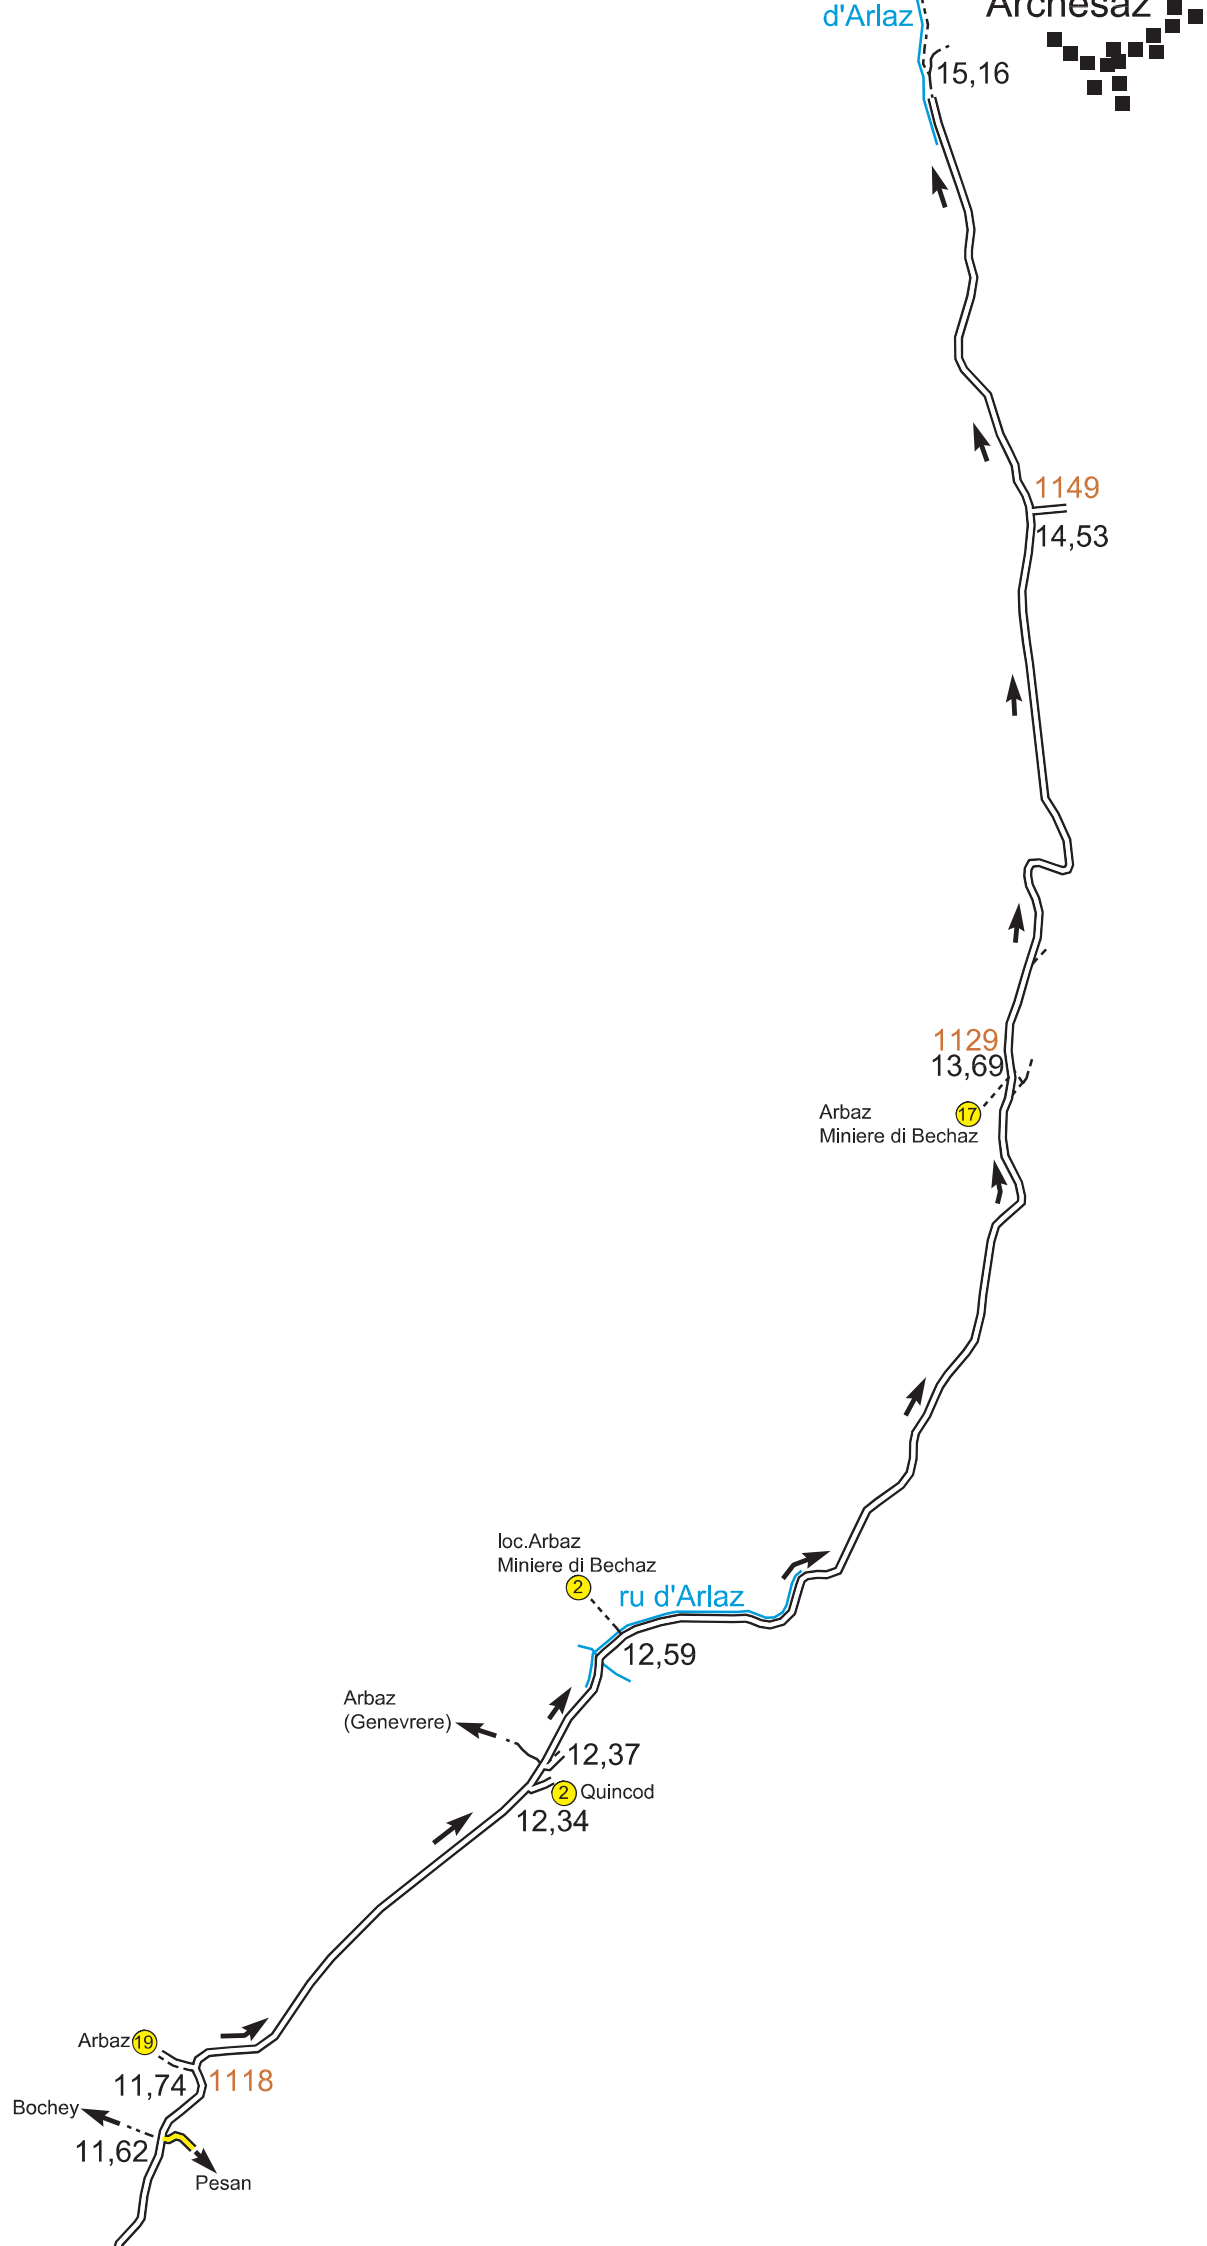 d'Arlaz
Archesaz
15,16
1149
14,53
1129
13,69
Arbaz
Miniere di Bechaz
17
loc.Arbaz
Miniere di Bechaz
2
ru d'Arlaz
12,59
Arbaz
(Genevrere)
12,37
2 Quincod
12,34
Arbaz 19
11,74 1118
Bochey
11,62
Pesan